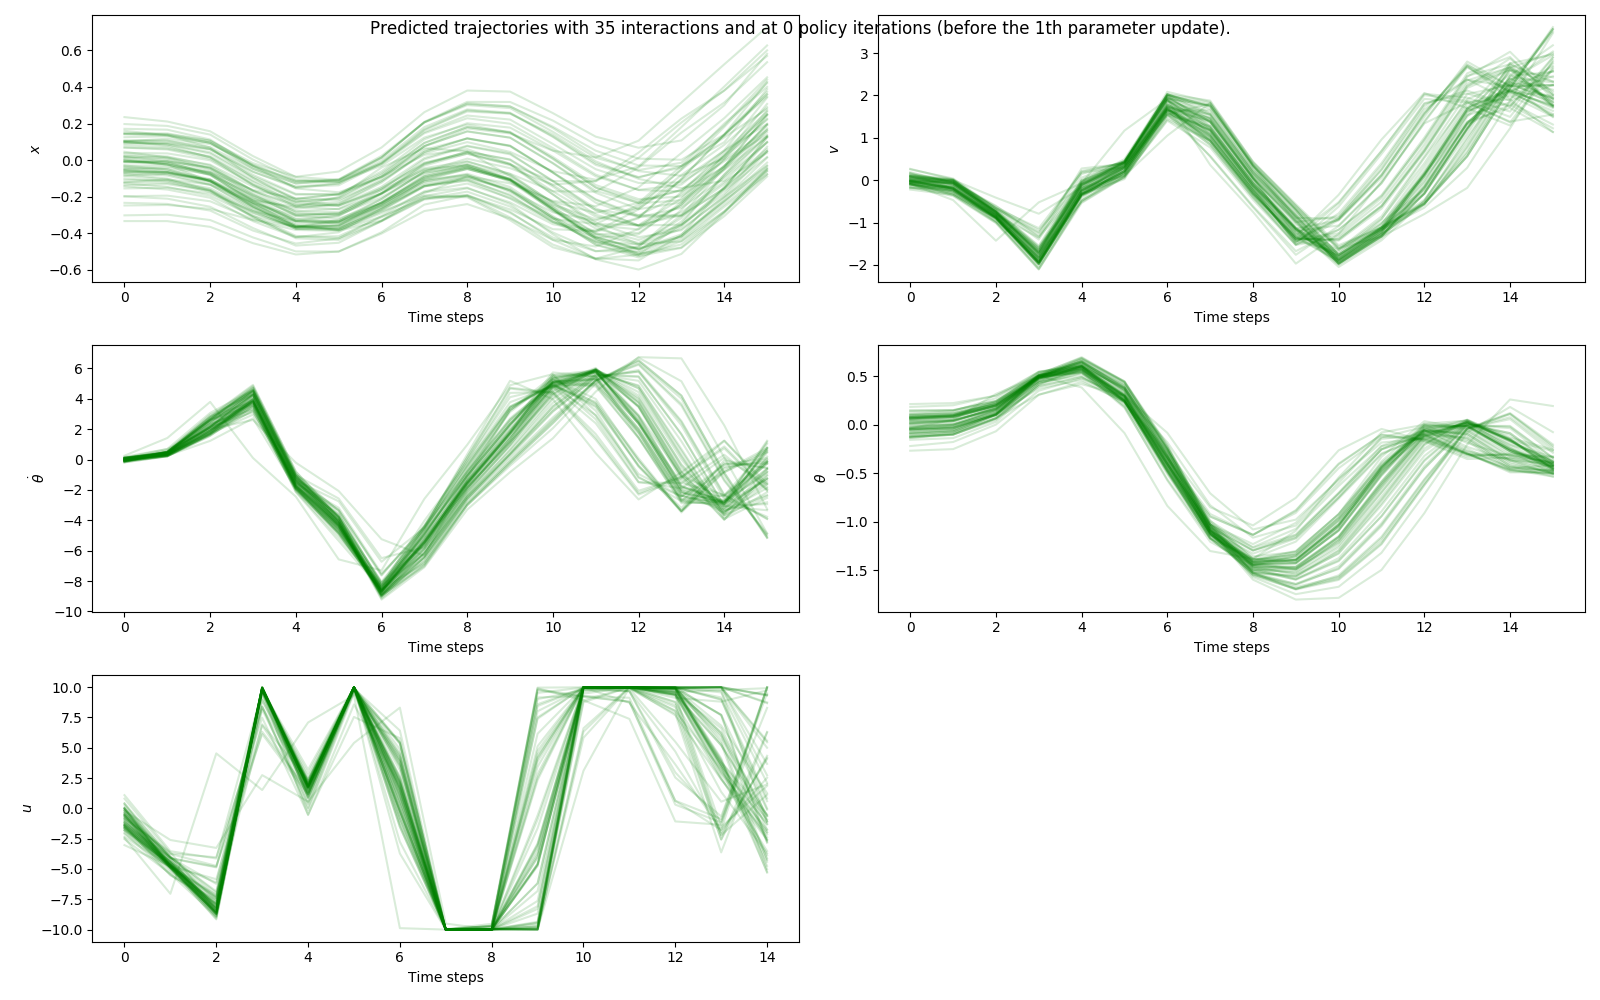 Predicted trajectories with 35 interactions and at 0 policy iterations (before the 1th parameter update).
x
0.6
0.4
0.2
0.0
−0.2
−0.4
−0.6
0 2 4 6 8 10 12 14
Time steps
v
3
2
1
0
−1
−2
0 2 4 6 8 10 12 14
Time steps
θ̇
6
4
2
0
−2
−4
−6
−8
−10
0 2 4 6 8 10 12 14
Time steps
θ
0.5
0.0
−0.5
−1.0
−1.5
0 2 4 6 8 10 12 14
Time steps
u
10.0
7.5
5.0
2.5
0.0
−2.5
−5.0
−7.5
−10.0
0 2 4 6 8 10 12 14
Time steps